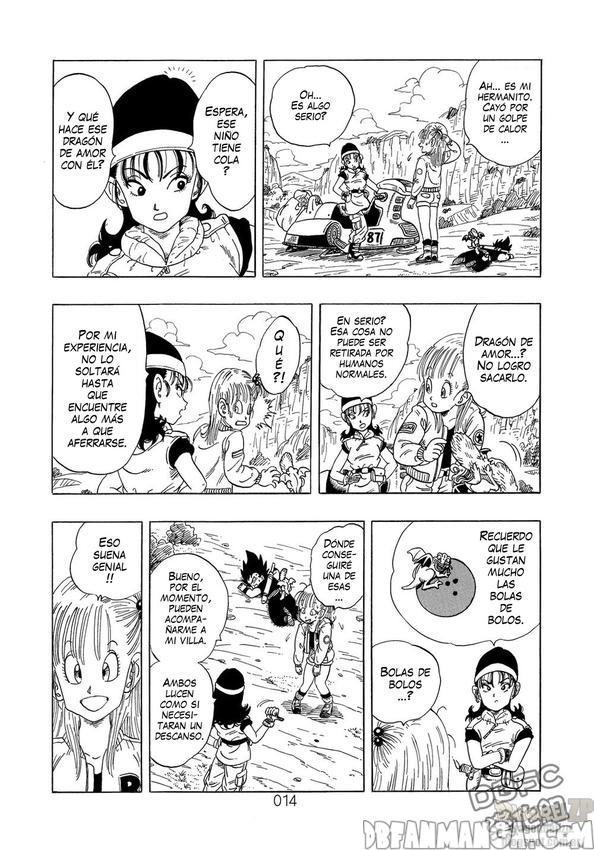 AH... ES MI
HERMANITO.
CAYÓ POR
UN GOLPE
DE CALOR
...
OH...
ES ALGO
SERIO?
87
ESPERA,
ESE
NIÑO
TIENE
COLA?
Y QUÉ
HACE ESE
DRAGÓN
DE AMOR
CON ÉL?
DRAGÓN
DE
AMOR...?
NO LOGRO
SACARLO.
EN SERIO?
ESA COSA
NO PUEDE
SER
RETIRADA
POR
HUMANOS
NORMALES.
QUÉ?!
POR MI
EXPERIENCIA,
NO LO
SOLTARÁ
HASTA
QUE
ENCUENTRE
ALGO MÁS
A QUE
AFERRARSE.
RECUERDO
QUE LE
GUSTAN
MUCHO
LAS
BOLAS
DE
BOLOS.
BOLAS DE
BOLOS
...?
DÓNDE
CONSE-
GUIRÉ
UNA DE
ESAS ...
BUENO,
POR EL
MOMENTO,
PUEDEN
ACOMPA-
ÑARME A
MI VILLA.
AMBOS
LUCEN
COMO SI
NECESI-
TARAN UN
DESCANSO.
ESO
SUENA
GENIAL
!!
014
DBFANMANGA.COM